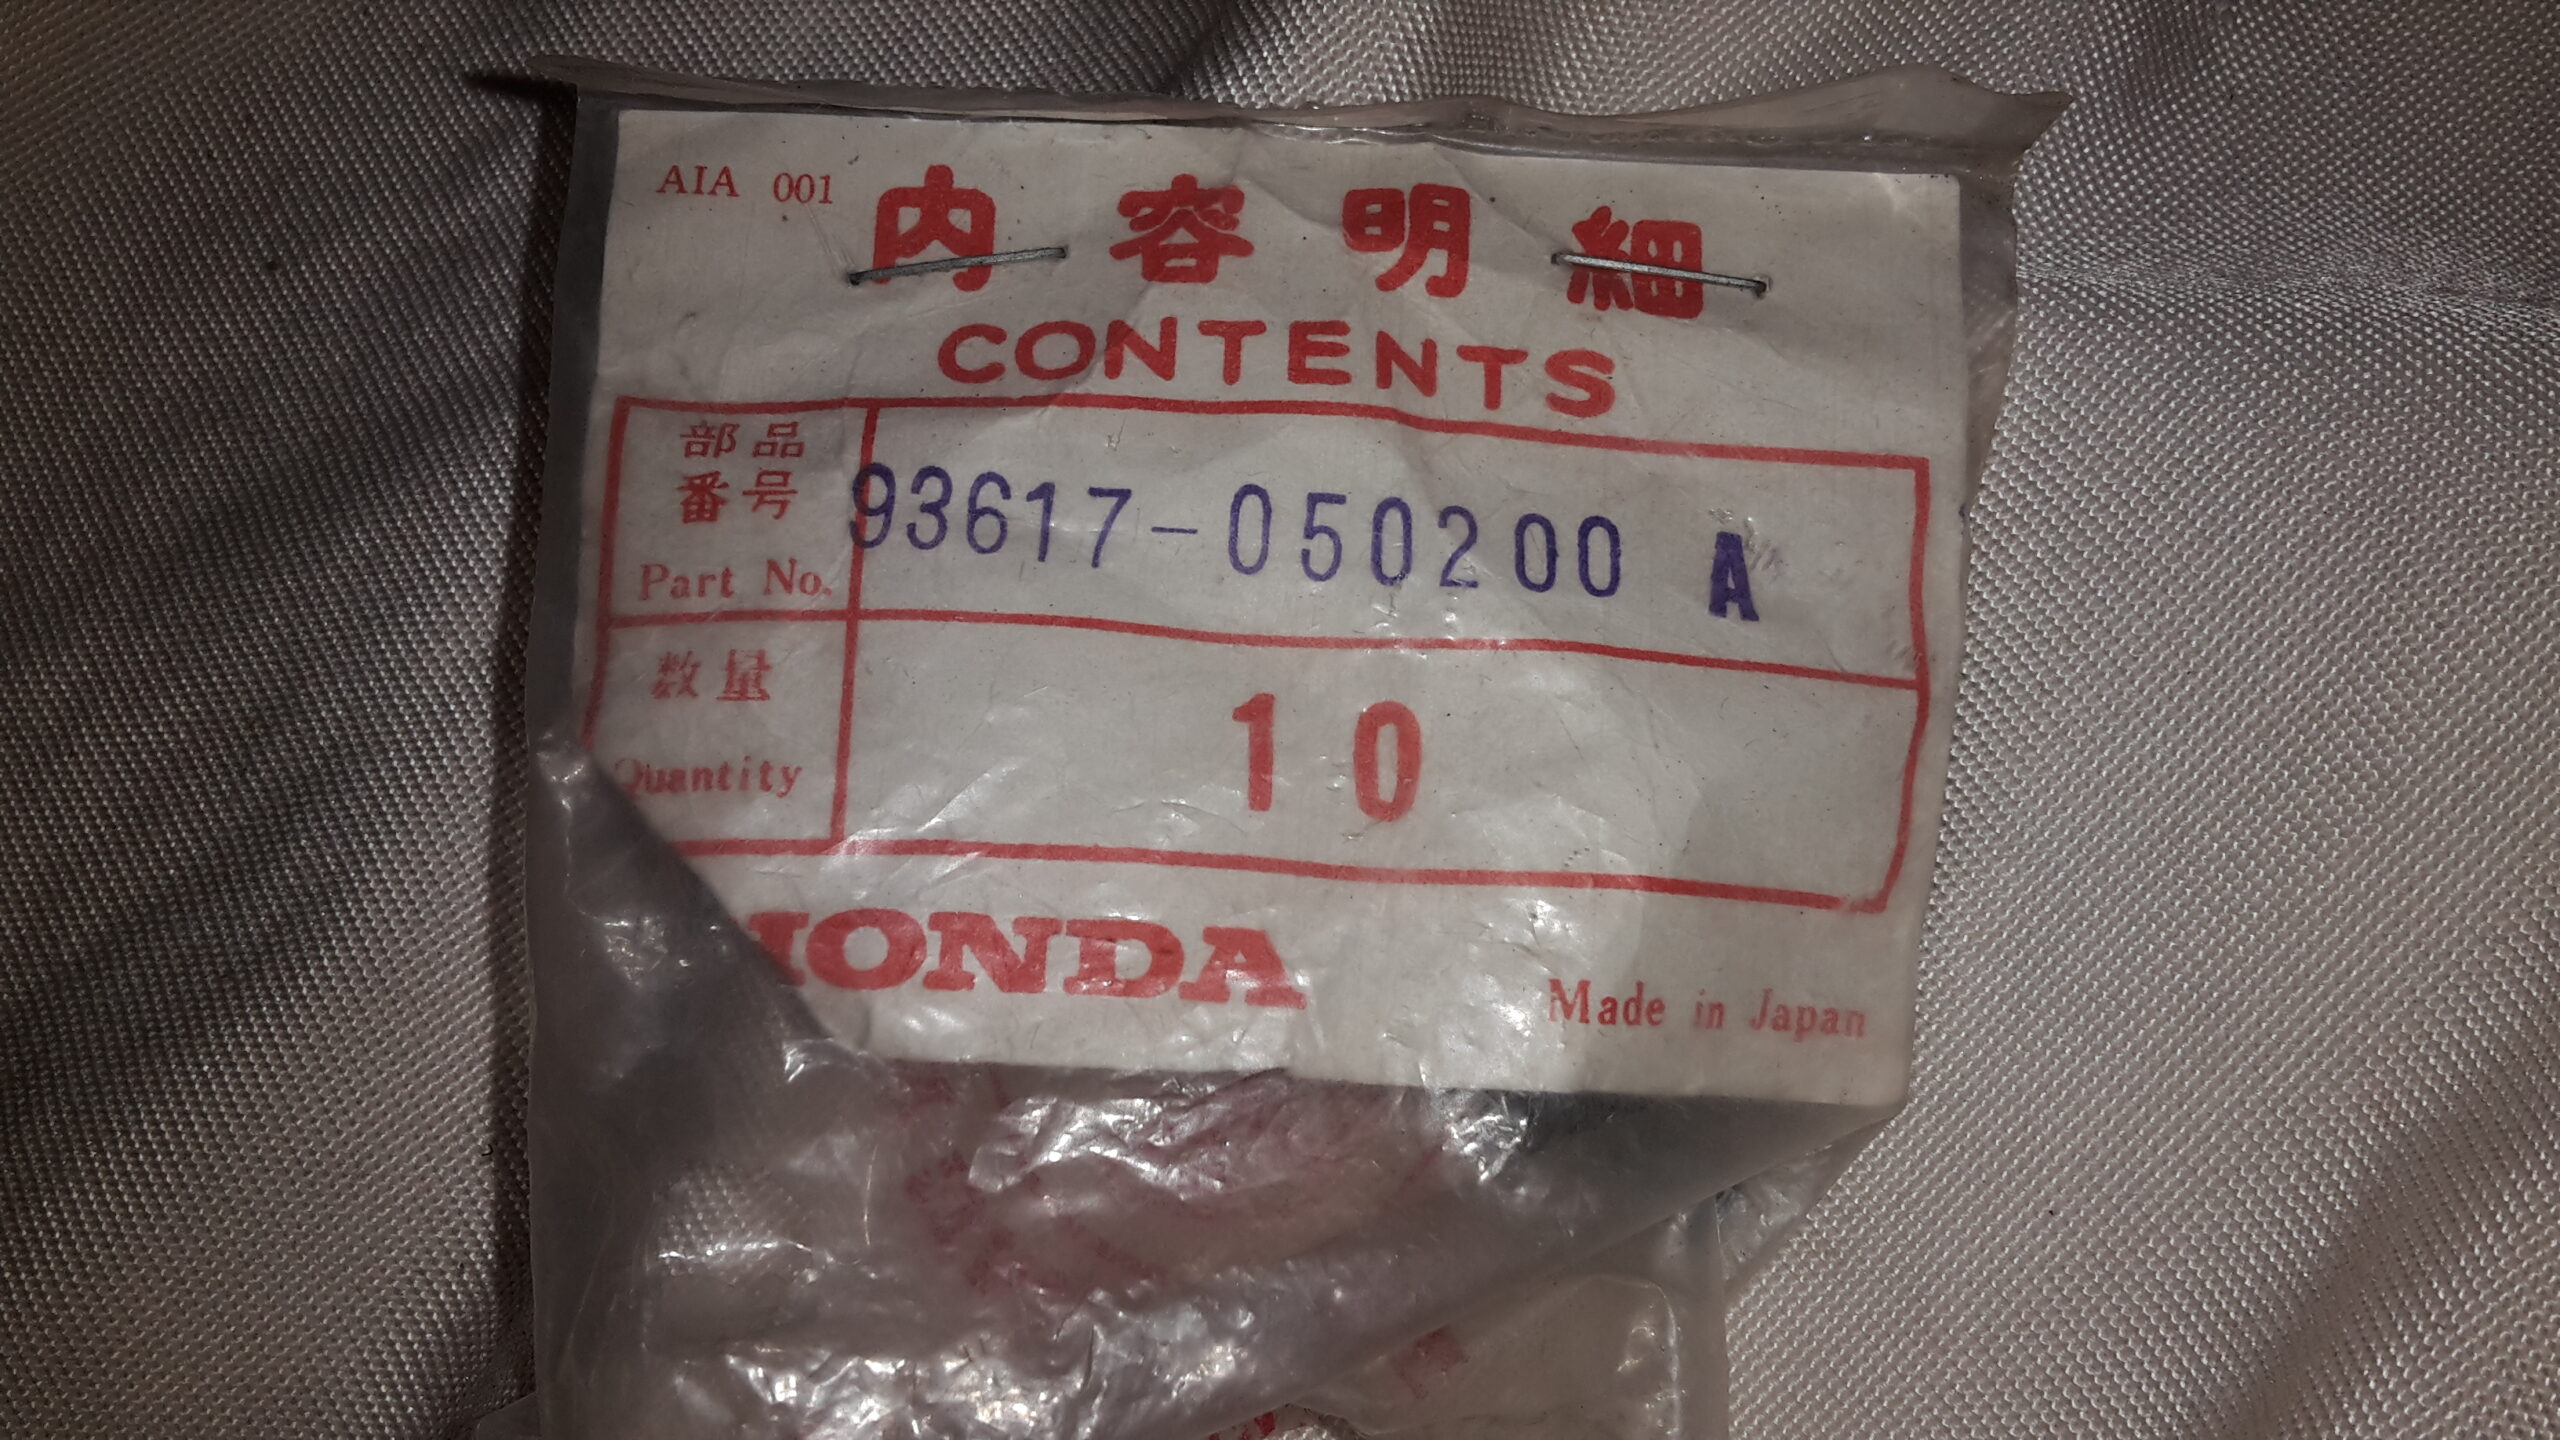 AIA 001
内容明細
CONTENTS
部品
番号
Part No.
93617-050200 A
数量
Quantity
10
HONDA
Made in Japan